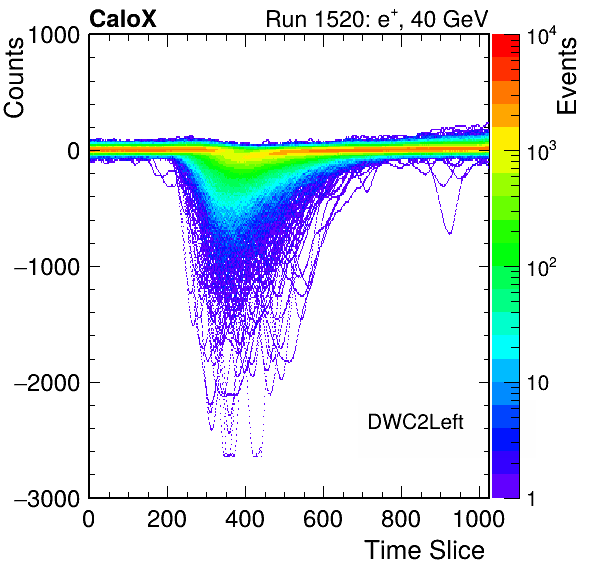 CaloX Run 1520: e⁺, 40 GeV
Counts
Events
1000
0
−1000
−2000
−3000
0 200 400 600 800 1000
Time Slice
DWC2Left
10⁴
10³
10²
10
1